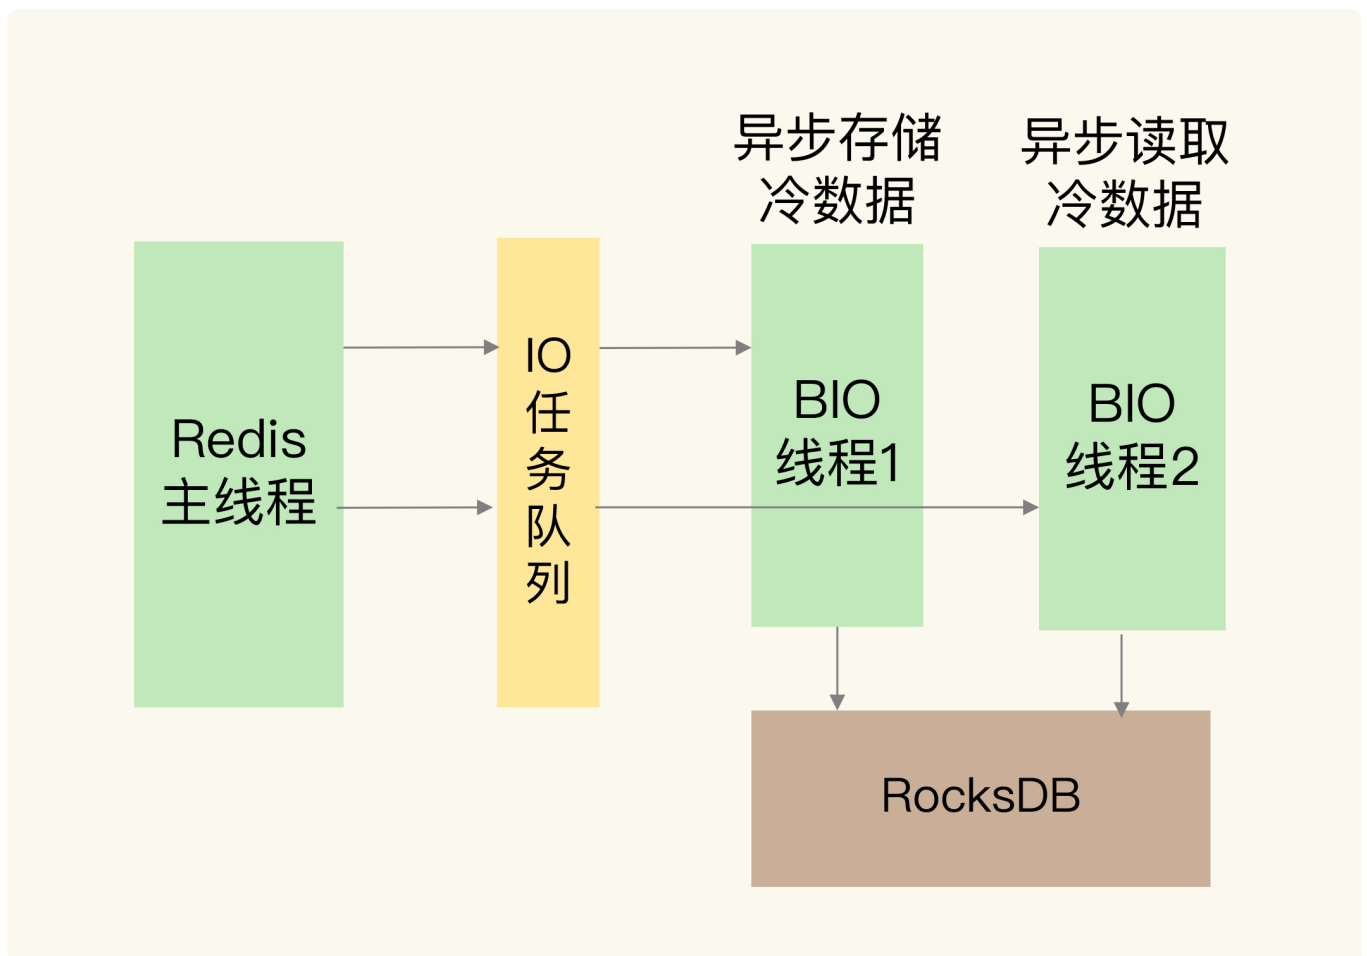 异步存储
冷数据
异步读取
冷数据
Redis
主线程
IO
任
务
队
列
BIO
线程1
BIO
线程2
RocksDB